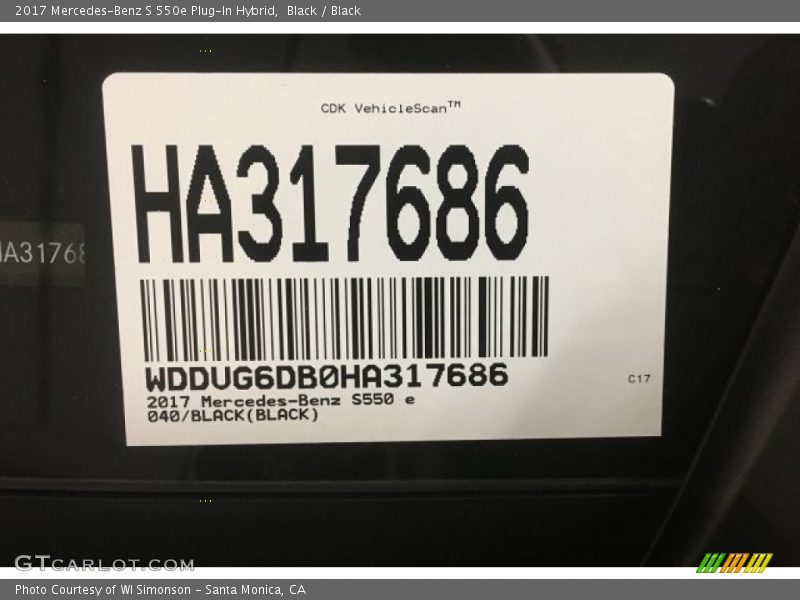 2017 Mercedes-Benz S 550e Plug-In Hybrid, Black / Black
CDK VehicleScan™
HA317686
HA31768
WDDUG6DB0HA317686
2017 Mercedes-Benz S550 e
040/BLACK(BLACK)
C17
GTCARLOT.COM
Photo Courtesy of WI Simonson - Santa Monica, CA